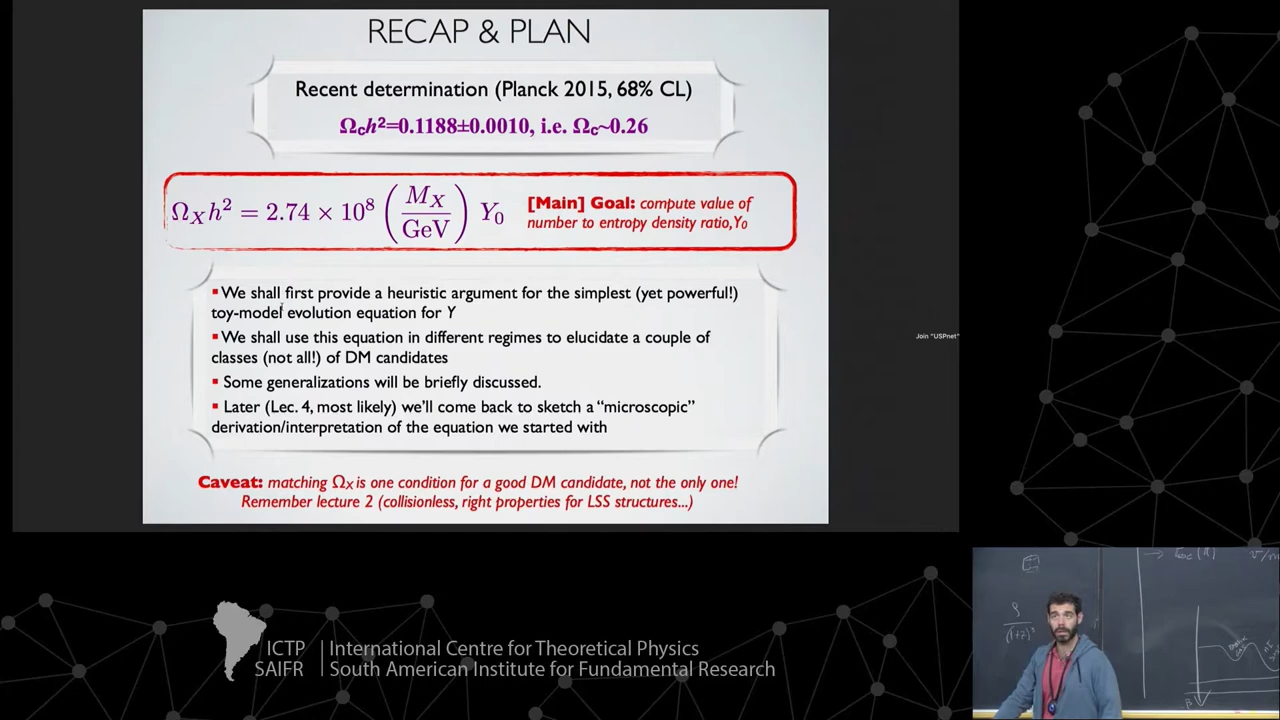 RECAP & PLAN
Recent determination (Planck 2015, 68% CL)
Ωch²=0.1188±0.0010, i.e. Ωc~0.26
Ω_X h² = 2.74 × 10⁸ (M_X / GeV) Y₀
[Main] Goal: compute value of
number to entropy density ratio,Y₀
▪ We shall first provide a heuristic argument for the simplest (yet powerful!)
toy-model evolution equation for Y
▪ We shall use this equation in different regimes to elucidate a couple of
classes (not all!) of DM candidates
▪ Some generalizations will be briefly discussed.
▪ Later (Lec. 4, most likely) we'll come back to sketch a “microscopic”
derivation/interpretation of the equation we started with
Caveat: matching Ωx is one condition for a good DM candidate, not the only one!
Remember lecture 2 (collisionless, right properties for LSS structures...)
Join "USPnet"
ICTP
SAIFR
International Centre for Theoretical Physics
South American Institute for Fundamental Research